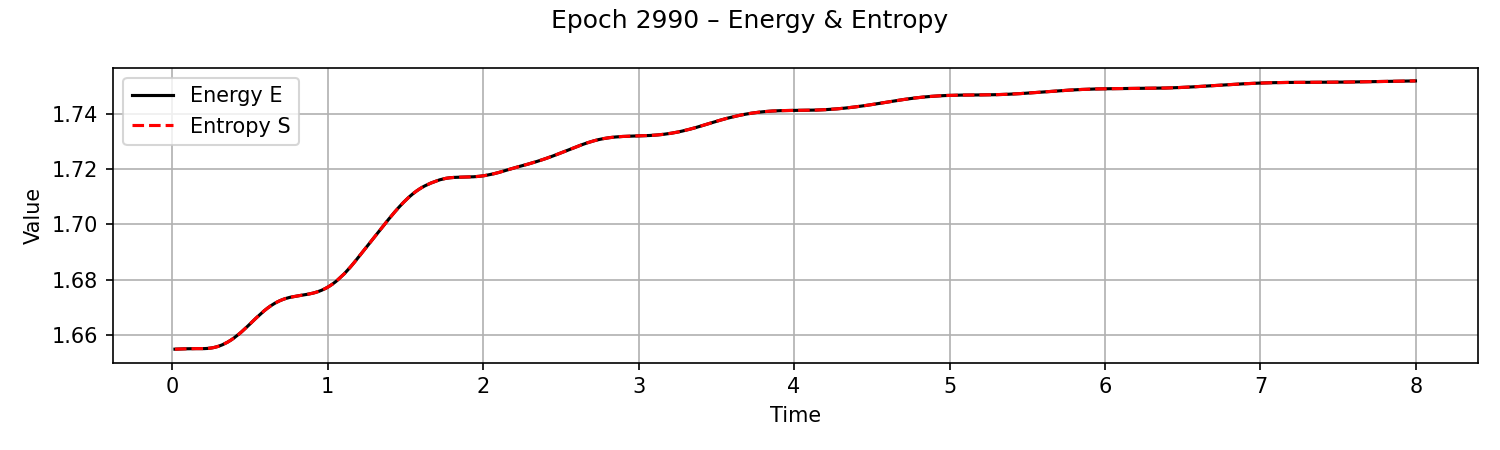 Epoch 2990 – Energy & Entropy
Energy E
Entropy S
1.74
1.72
1.70
1.68
1.66
Value
0 1 2 3 4 5 6 7 8
Time